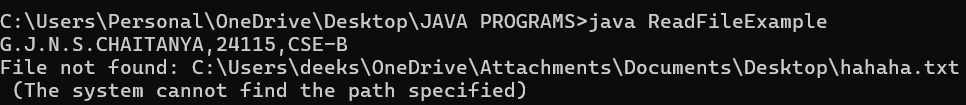 C:\Users\Personal\OneDrive\Desktop\JAVA PROGRAMS>java ReadFileExample
G.J.N.S.CHAITANYA,24115,CSE-B
File not found: C:\Users\deeks\OneDrive\Attachments\Documents\Desktop\hahaha.txt
(The system cannot find the path specified)